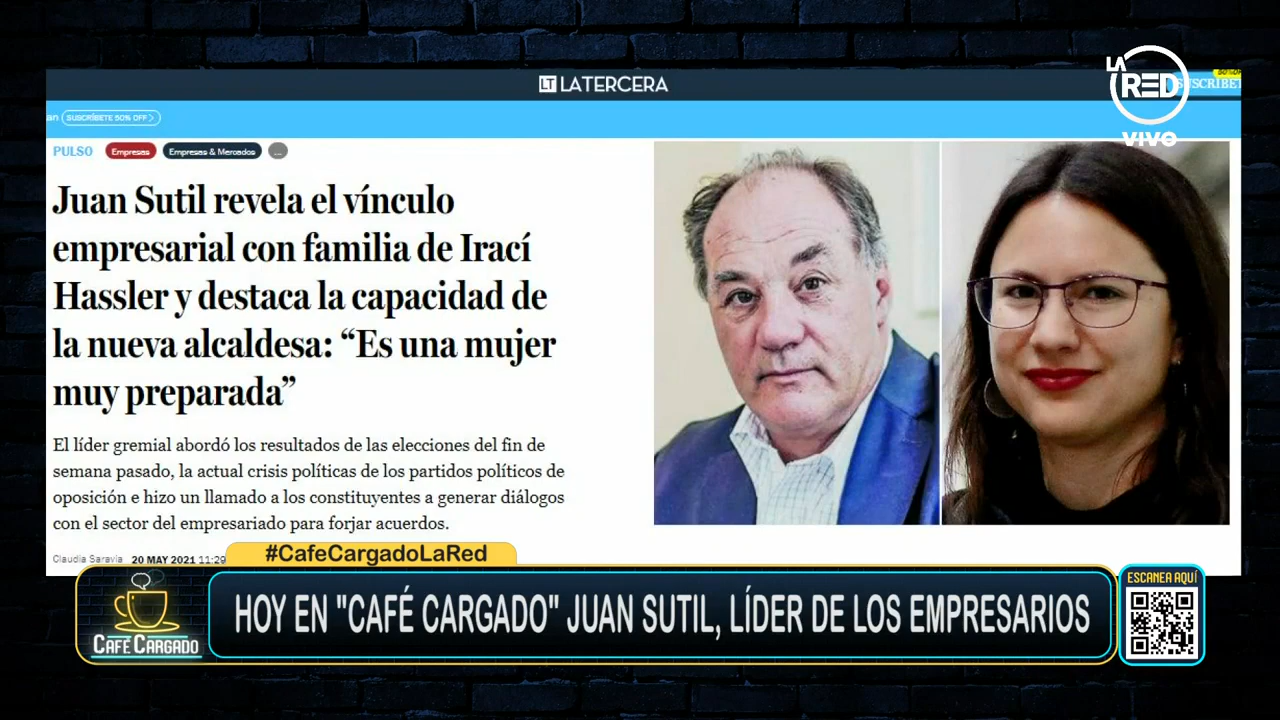 LT LATERCERA
LA
RED
VIVO
SUSCRÍBET
an SUSCRÍBETE 50% OFF >
PULSO Empresas Empresas & Mercados ...
Juan Sutil revela el vínculo
empresarial con familia de Iracί
Hassler y destaca la capacidad de
la nueva alcaldesa: “Es una mujer
muy preparada”
El líder gremial abordó los resultados de las elecciones del fin de
semana pasado, la actual crisis políticas de los partidos políticos de
oposición e hizo un llamado a los constituyentes a generar diálogos
con el sector del empresariado para forjar acuerdos.
Claudia Saravia 20 MAY 2021 11:29
#CafeCargadoLaRed
HOY EN "CAFÉ CARGADO" JUAN SUTIL, LÍDER DE LOS EMPRESARIOS
CAFÉ CARGADO
ESCANEA AQUÍ